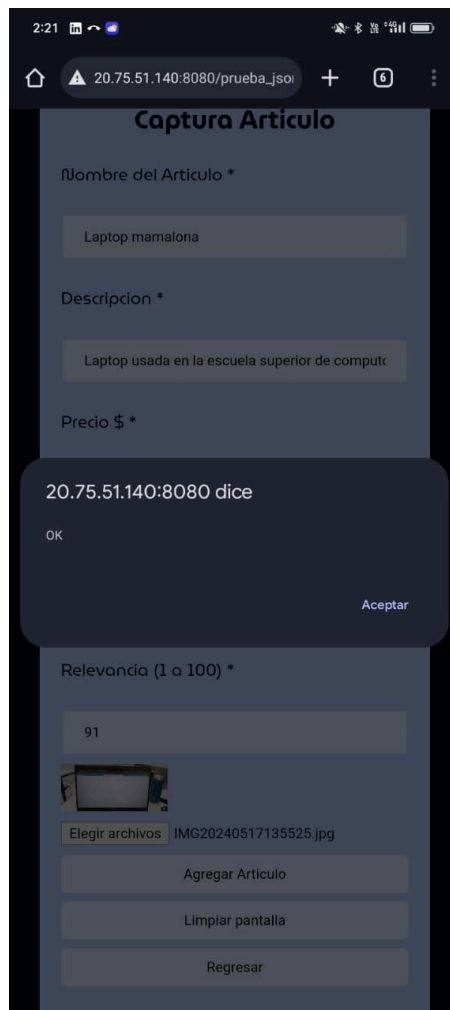 2:21
4G
20.75.51.140:8080/prueba_jso
6
Captura Articulo
Nombre del Articulo *
Laptop mamalona
Descripcion *
Laptop usada en la escuela superior de computo
Precio $ *
20.75.51.140:8080 dice
OK
Aceptar
Relevancia (1 a 100) *
91
Elegir archivos IMG20240517135525.jpg
Agregar Articulo
Limpiar pantalla
Regresar